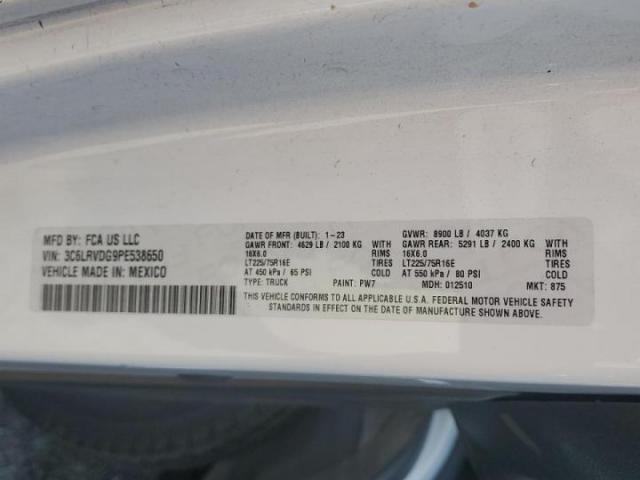 MFD BY: FCA US LLC
VIN: 3C6LRVDG9PE538650
VEHICLE MADE IN: MEXICO
DATE OF MFR (BUILT): 1-23 GVWR: 8900 LB / 4037 KG
GAWR FRONT: 4629 LB / 2100 KG GAWR REAR: 5291 LB / 2400 KG
16X6.0 RIMS 16X6.0 RIMS
LT225/75R16E TIRES LT225/75R16E TIRES
AT 450 kPa / 65 PSI COLD AT 550 kPa / 80 PSI COLD
TYPE: TRUCK PAINT: PW7 MDH: 012510 MKT: 875
THIS VEHICLE CONFORMS TO ALL APPLICABLE U.S.A. FEDERAL MOTOR VEHICLE SAFETY
STANDARDS IN EFFECT ON THE DATE OF MANUFACTURE SHOWN ABOVE.